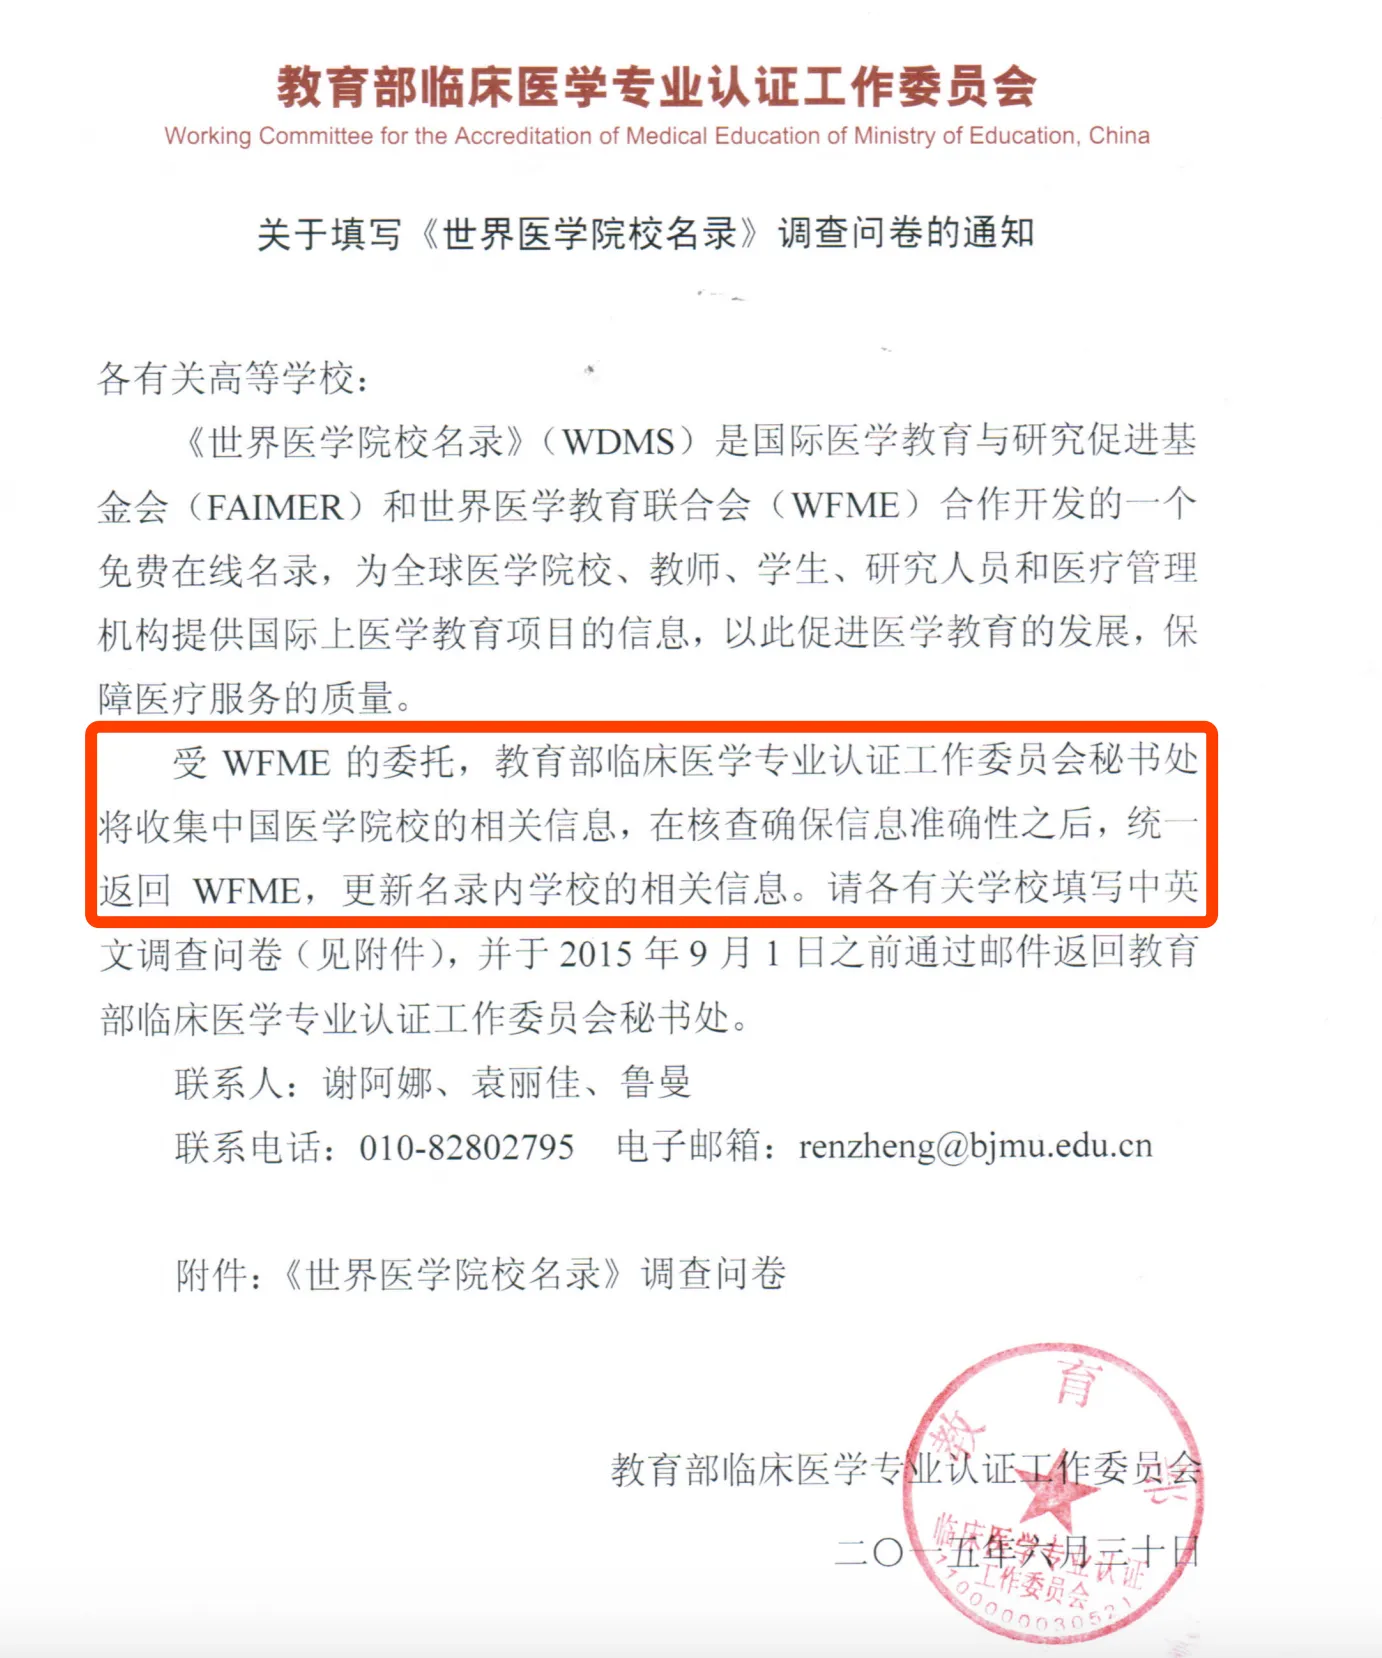 教育部临床医学专业认证工作委员会
Working Committee for the Accreditation of Medical Education of Ministry of Education, China
关于填写《世界医学院校名录》调查问卷的通知
各有关高等学校：
《世界医学院校名录》（WDMS）是国际医学教育与研究促进基
金会（FAIMER）和世界医学教育联合会（WFME）合作开发的一个
免费在线名录，为全球医学院校、教师、学生、研究人员和医疗管理
机构提供国际上医学教育项目的信息，以此促进医学教育的发展，保
障医疗服务的质量。
受 WFME 的委托，教育部临床医学专业认证工作委员会秘书处
将收集中国医学院校的相关信息，在核查确保信息准确性之后，统一
返回 WFME，更新名录内学校的相关信息。请各有关学校填写中英
文调查问卷（见附件），并于 2015 年 9 月 1 日之前通过邮件返回教育
部临床医学专业认证工作委员会秘书处。
联系人：谢阿娜、袁丽佳、鲁曼
联系电话：010-82802795 电子邮箱：renzheng@bjmu.edu.cn
附件：《世界医学院校名录》调查问卷
教育部临床医学专业认证工作委员会
二〇一五年六月三十日
教育部
临床医学专业认证
工作委员会
1100000030521